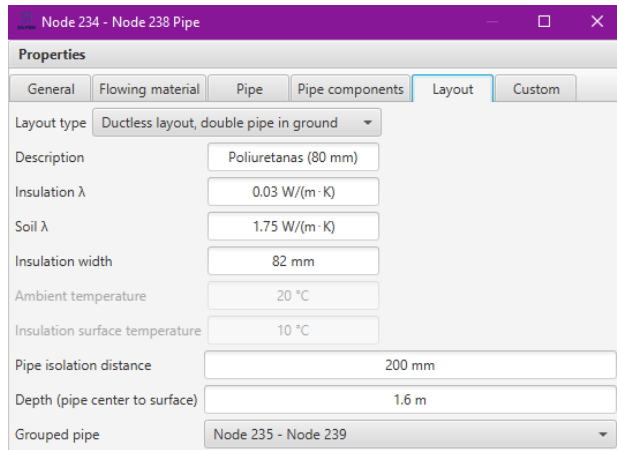 Node 234 - Node 238 Pipe
Properties
General Flowing material Pipe Pipe components Layout Custom
Layout type Ductless layout, double pipe in ground
Description Poliuretanas (80 mm)
Insulation λ 0.03 W/(m·K)
Soil λ 1.75 W/(m·K)
Insulation width 82 mm
Ambient temperature 20 °C
Insulation surface temperature 10 °C
Pipe isolation distance 200 mm
Depth (pipe center to surface) 1.6 m
Grouped pipe Node 235 - Node 239